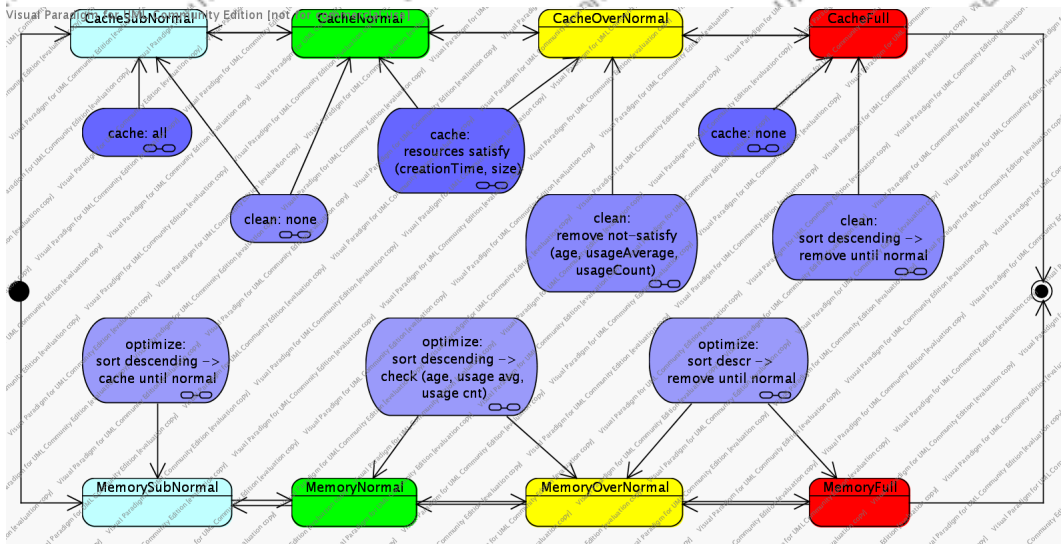 Visual Paradigm for UML Community Edition [not for commercial use]
CacheSubNormal
CacheNormal
CacheOverNormal
CacheFull
cache: all
cache:
resources satisfy
(creationTime, size)
cache: none
clean: none
clean:
remove not-satisfy
(age, usageAverage,
usageCount)
clean:
sort descending ->
remove until normal
optimize:
sort descending ->
cache until normal
optimize:
sort descending ->
check (age, usage avg,
usage cnt)
optimize:
sort descr ->
remove until normal
MemorySubNormal
MemoryNormal
MemoryOverNormal
MemoryFull